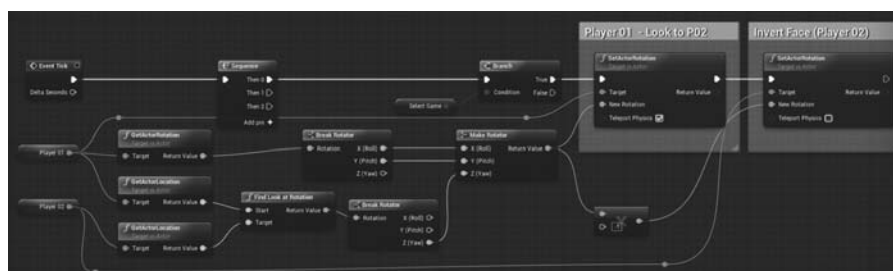 Player 01 - Look to P02
Invert Face (Player 02)
Event Tick
Delta Seconds
Sequence
Then 0
Then 1
Then 2
Add pin +
Branch
Condition
True
False
Select Game
SetActorRotation
Target is Actor
Target
New Rotation
Teleport Physics
Return Value
SetActorRotation
Target is Actor
Target
New Rotation
Teleport Physics
Return Value
Player 01
Player 02
GetActorRotation
Target is Actor
Target
Return Value
GetActorLocation
Target is Actor
Target
Return Value
GetActorLocation
Target is Actor
Target
Return Value
Find Look at Rotation
Start
Target
Return Value
Break Rotator
Rotation
X (Roll)
Y (Pitch)
Z (Yaw)
Break Rotator
Rotation
X (Roll)
Y (Pitch)
Z (Yaw)
Make Rotator
X (Roll)
Y (Pitch)
Z (Yaw)
Return Value